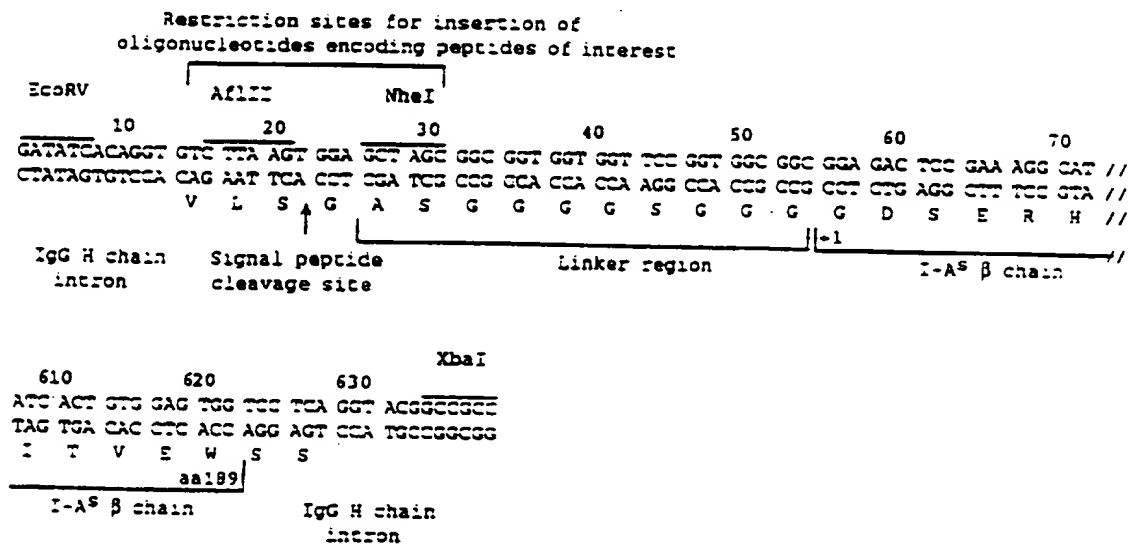 Restriction sites for insertion of
oligonucleotides encoding peptides of interest
EcoRV AflII NheI
10 20 30 40 50 60 70
GATATCACAGGT GTC TTA AGT GGA GCT AGC GGC GGT GGT GGT TCC GGT GGC GGC GGA GAC TCC GAA AGG CAT //
CTATAGTGTCCA CAG AAT TCA CCT CGA TCG CCG CCA CCA CCA AGG CCA CCG CCG CCT CTG AGG CTT TCC GTA //
V L S G A S G G G G S G G G G D S E R H //
+1
IgG H chain intron
Signal peptide cleavage site
Linker region
I-Aˢ β chain //
XbaI
610 620 630
ATC ACT GTG GAG TGG TCC TCA GGT ACGGCCGCC
TAG TGA CAC CTC ACC AGG AGT CCA TGCCGGCGG
I T V E W S S
aa189
I-Aˢ β chain
IgG H chain intron